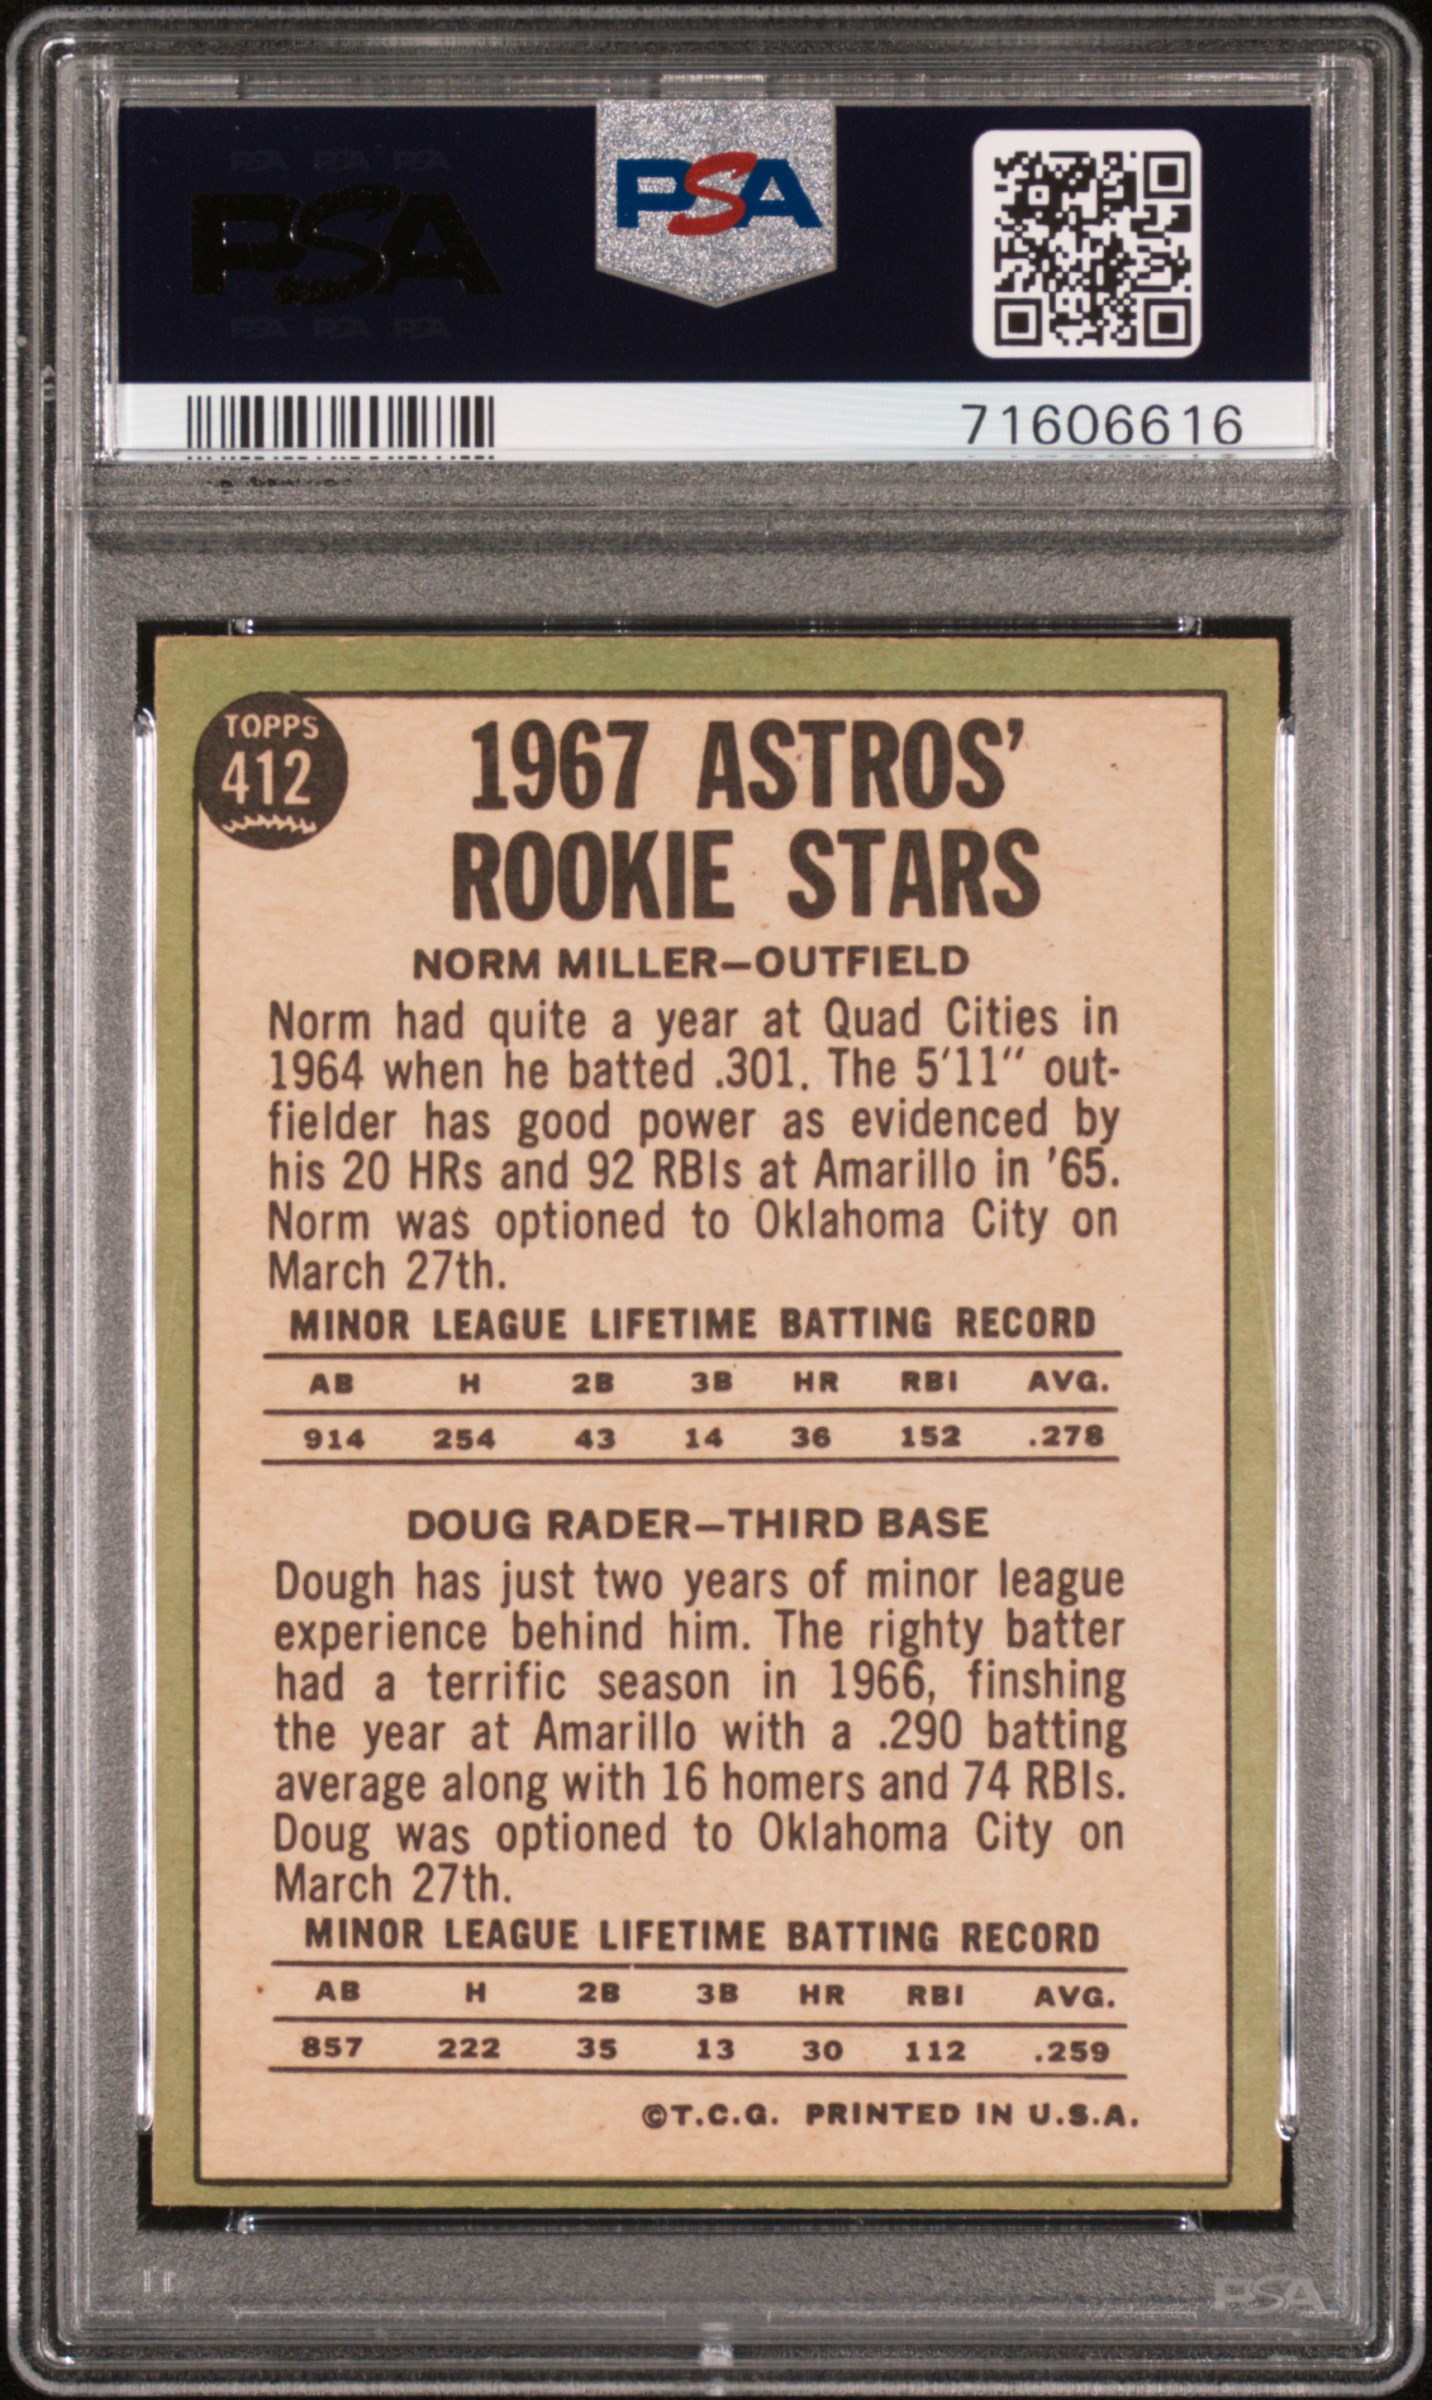 PSA PSA PSA
PSA
PSA PSA PSA
PSA
71606616
TOPPS
412
1967 ASTROS'
ROOKIE STARS
NORM MILLER—OUTFIELD
Norm had quite a year at Quad Cities in
1964 when he batted .301. The 5'11" out-
fielder has good power as evidenced by
his 20 HRs and 92 RBIs at Amarillo in '65.
Norm was optioned to Oklahoma City on
March 27th.
MINOR LEAGUE LIFETIME BATTING RECORD
AB H 2B 3B HR RBI AVG.
914 254 43 14 36 152 .278
DOUG RADER—THIRD BASE
Dough has just two years of minor league
experience behind him. The righty batter
had a terrific season in 1966, finshing
the year at Amarillo with a .290 batting
average along with 16 homers and 74 RBIs.
Doug was optioned to Oklahoma City on
March 27th.
MINOR LEAGUE LIFETIME BATTING RECORD
AB H 2B 3B HR RBI AVG.
857 222 35 13 30 112 .259
©T.C.G. PRINTED IN U.S.A.
PSA